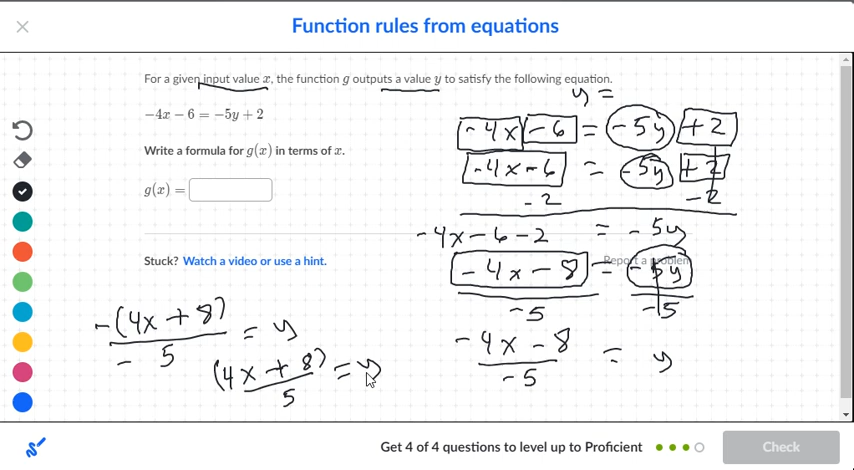 Function rules from equations
For a given input value x, the function g outputs a value y to satisfy the following equation.
y =
−4x − 6 = −5y + 2
-4x -6 = -5y +2
Write a formula for g(x) in terms of x.
-4x-6 = -5y +2
g(x) =
-2 -2
-4x-6-2 = -5y
Stuck? Watch a video or use a hint.
Report a problem
-4x-8 = -5y
-5 -5
-(4x+8) = y
-5
-4x-8 = y
-5
(4x+8) = y
5
Get 4 of 4 questions to level up to Proficient
Check